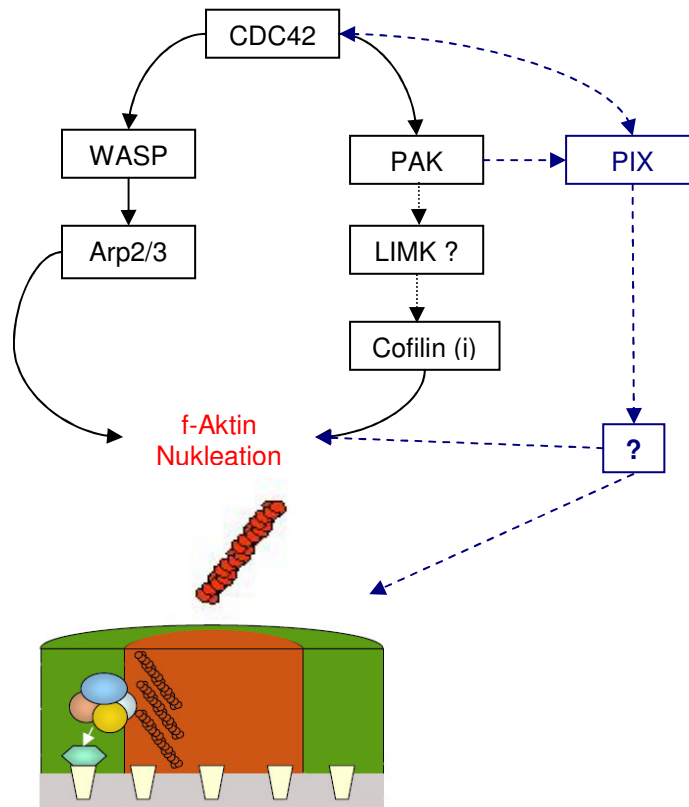 CDC42
WASP
PAK
PIX
Arp2/3
LIMK ?
Cofilin (i)
f-Aktin
Nukleation
?